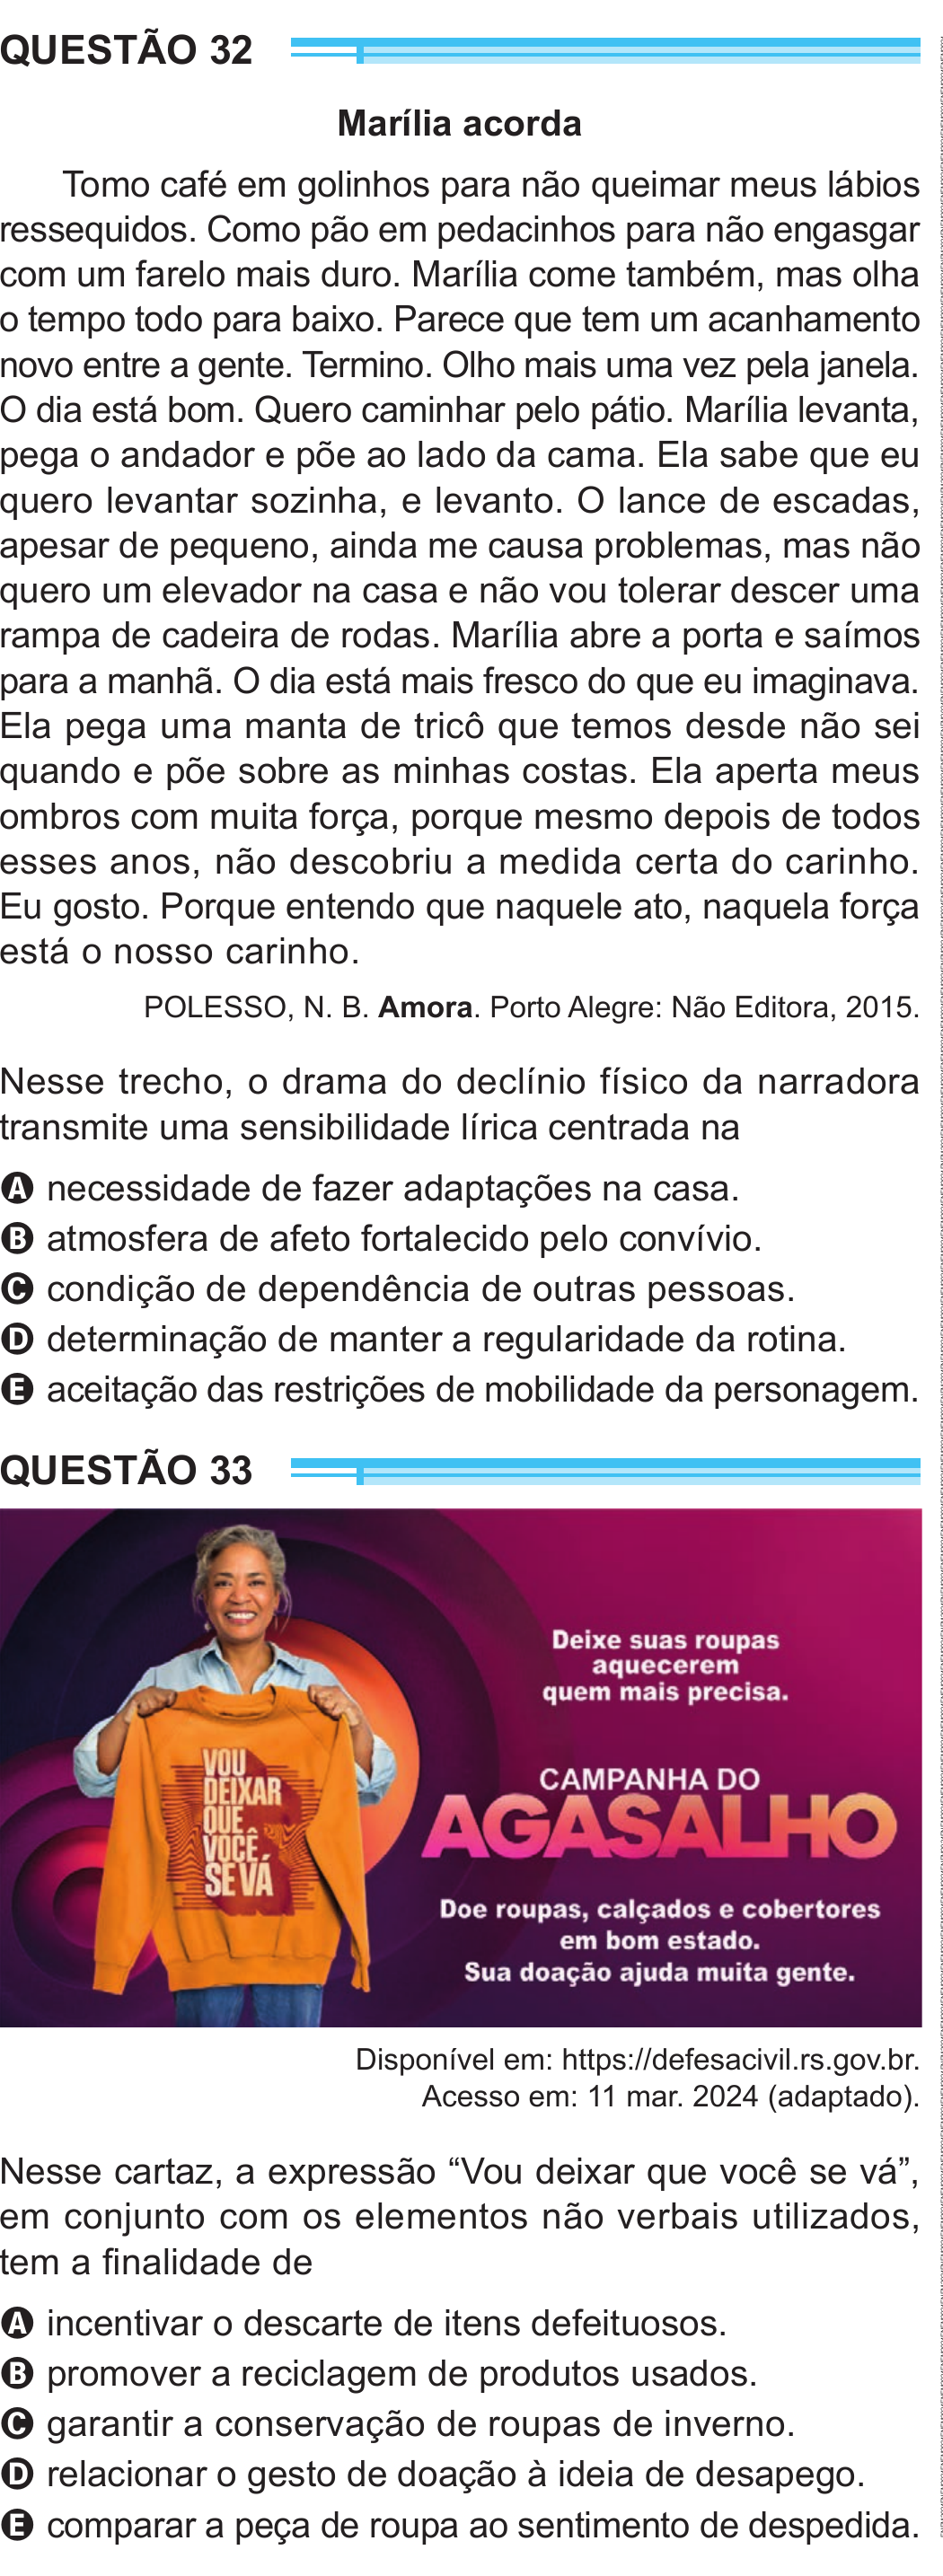 QUESTÃO 32
Marília acorda
Tomo café em golinhos para não queimar meus lábios
ressequidos. Como pão em pedacinhos para não engasgar
com um farelo mais duro. Marília come também, mas olha
o tempo todo para baixo. Parece que tem um acanhamento
novo entre a gente. Termino. Olho mais uma vez pela janela.
O dia está bom. Quero caminhar pelo pátio. Marília levanta,
pega o andador e põe ao lado da cama. Ela sabe que eu
quero levantar sozinha, e levanto. O lance de escadas,
apesar de pequeno, ainda me causa problemas, mas não
quero um elevador na casa e não vou tolerar descer uma
rampa de cadeira de rodas. Marília abre a porta e saímos
para a manhã. O dia está mais fresco do que eu imaginava.
Ela pega uma manta de tricô que temos desde não sei
quando e põe sobre as minhas costas. Ela aperta meus
ombros com muita força, porque mesmo depois de todos
esses anos, não descobriu a medida certa do carinho.
Eu gosto. Porque entendo que naquele ato, naquela força
está o nosso carinho.
POLESSO, N. B. Amora. Porto Alegre: Não Editora, 2015.
Nesse trecho, o drama do declínio físico da narradora
transmite uma sensibilidade lírica centrada na
A necessidade de fazer adaptações na casa.
B atmosfera de afeto fortalecido pelo convívio.
C condição de dependência de outras pessoas.
D determinação de manter a regularidade da rotina.
E aceitação das restrições de mobilidade da personagem.
QUESTÃO 33
VOU
DEIXAR
QUE
VOCÊ
SE VÁ
Deixe suas roupas
aquecerem
quem mais precisa.
CAMPANHA DO
AGASALHO
Doe roupas, calçados e cobertores
em bom estado.
Sua doação ajuda muita gente.
Disponível em: https://defesacivil.rs.gov.br.
Acesso em: 11 mar. 2024 (adaptado).
Nesse cartaz, a expressão “Vou deixar que você se vá”,
em conjunto com os elementos não verbais utilizados,
tem a finalidade de
A incentivar o descarte de itens defeituosos.
B promover a reciclagem de produtos usados.
C garantir a conservação de roupas de inverno.
D relacionar o gesto de doação à ideia de desapego.
E comparar a peça de roupa ao sentimento de despedida.